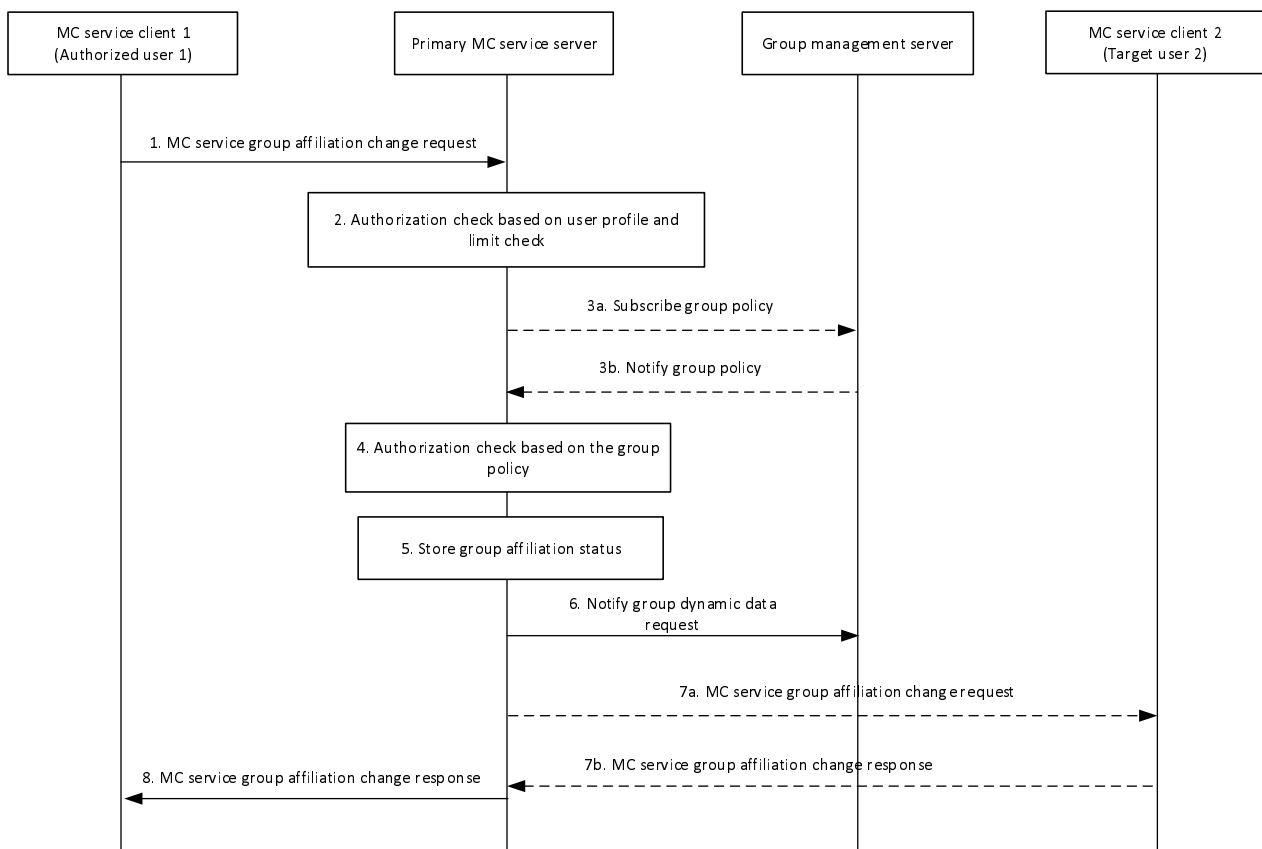 MC service client 1
(Authorized user 1)
Primary MC service server
Group management server
MC service client 2
(Target user 2)
1. MC service group affiliation change request
2. Authorization check based on user profile and
limit check
3a. Subscribe group policy
3b. Notify group policy
4. Authorization check based on the group
policy
5. Store group affiliation status
6. Notify group dynamic data
request
7a. MC service group affiliation change request
7b. MC service group affiliation change response
8. MC service group affiliation change response